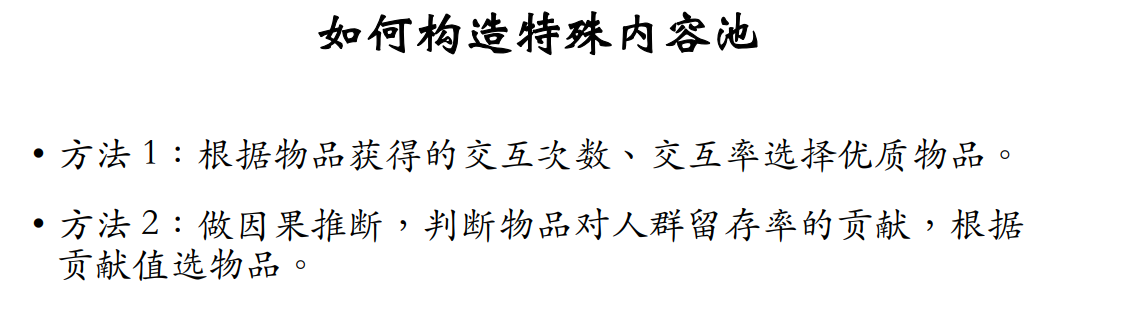 如何构造特殊内容池
• 方法 1：根据物品获得的交互次数、交互率选择优质物品。
• 方法 2：做因果推断，判断物品对人群留存率的贡献，根据
贡献值选物品。